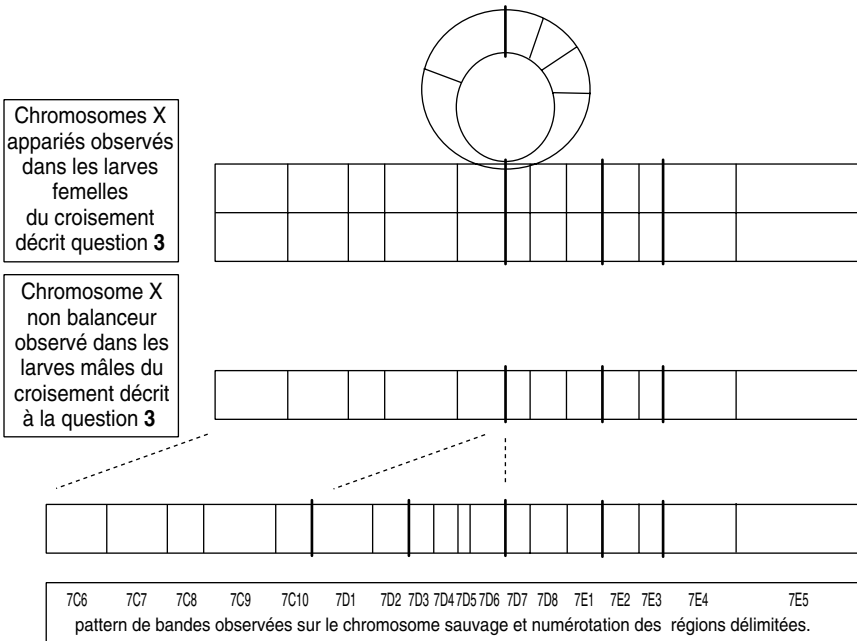 Chromosomes X
appariés observés
dans les larves
femelles
du croisement
décrit question 3
Chromosome X
non balanceur
observé dans les
larves mâles du
croisement décrit
à la question 3
7C6 7C7 7C8 7C9 7C10 7D1 7D2 7D3 7D4 7D5 7D6 7D7 7D8 7E1 7E2 7E3 7E4 7E5
pattern de bandes observées sur le chromosome sauvage et numérotation des régions délimitées.